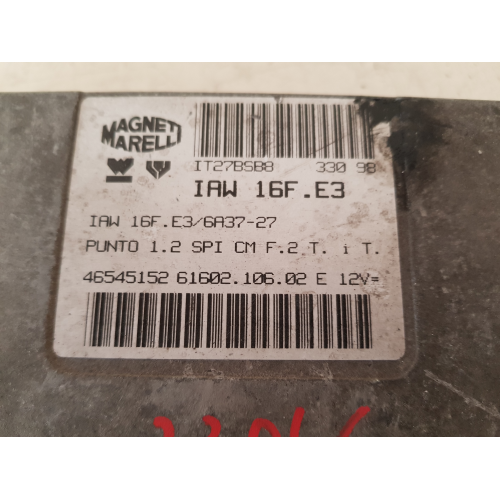 MAGNETI
MARELLI
IT27BSB8 330 98
IAW 16F.E3
IAW 16F.E3/6A37-27
PUNTO 1.2 SPI CM F.2 T. i T.
46545152 61602.106.02 E 12V=